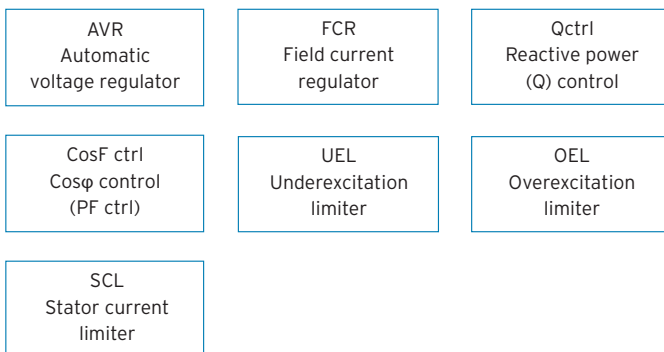 AVR
Automatic
voltage regulator
FCR
Field current
regulator
Qctrl
Reactive power
(Q) control
CosF ctrl
Cosφ control
(PF ctrl)
UEL
Underexcitation
limiter
OEL
Overexcitation
limiter
SCL
Stator current
limiter